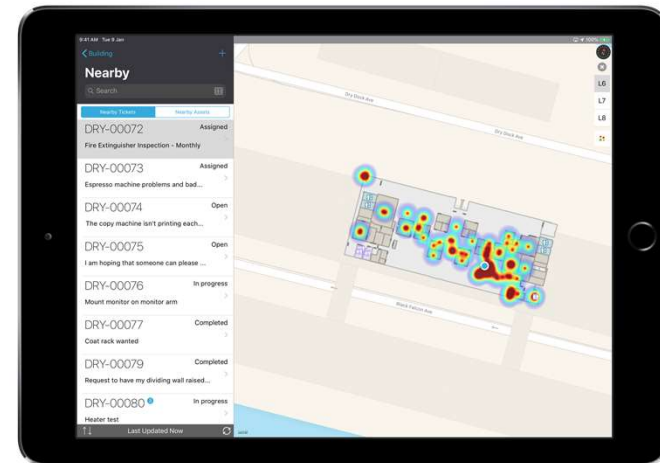 9:41 AM Tue 9 Jan
100%
Building
Nearby
Search
Nearby Tickets
Nearby Assets
DRY-00072
Assigned
Fire Extinguisher Inspection - Monthly
DRY-00073
Assigned
Espresso machine problems and bad...
DRY-00074
Open
The copy machine isn't printing each...
DRY-00075
Open
I am hoping that someone can please ...
DRY-00076
In progress
Mount monitor on monitor arm
DRY-00077
Completed
Coat rack wanted
DRY-00079
Completed
Request to have my dividing wall raised...
DRY-00080
In progress
Heater test
Last Updated Now
L6
L7
L8
Dry Dock Ave
Dry Dock Ave
Black Falcon Ave